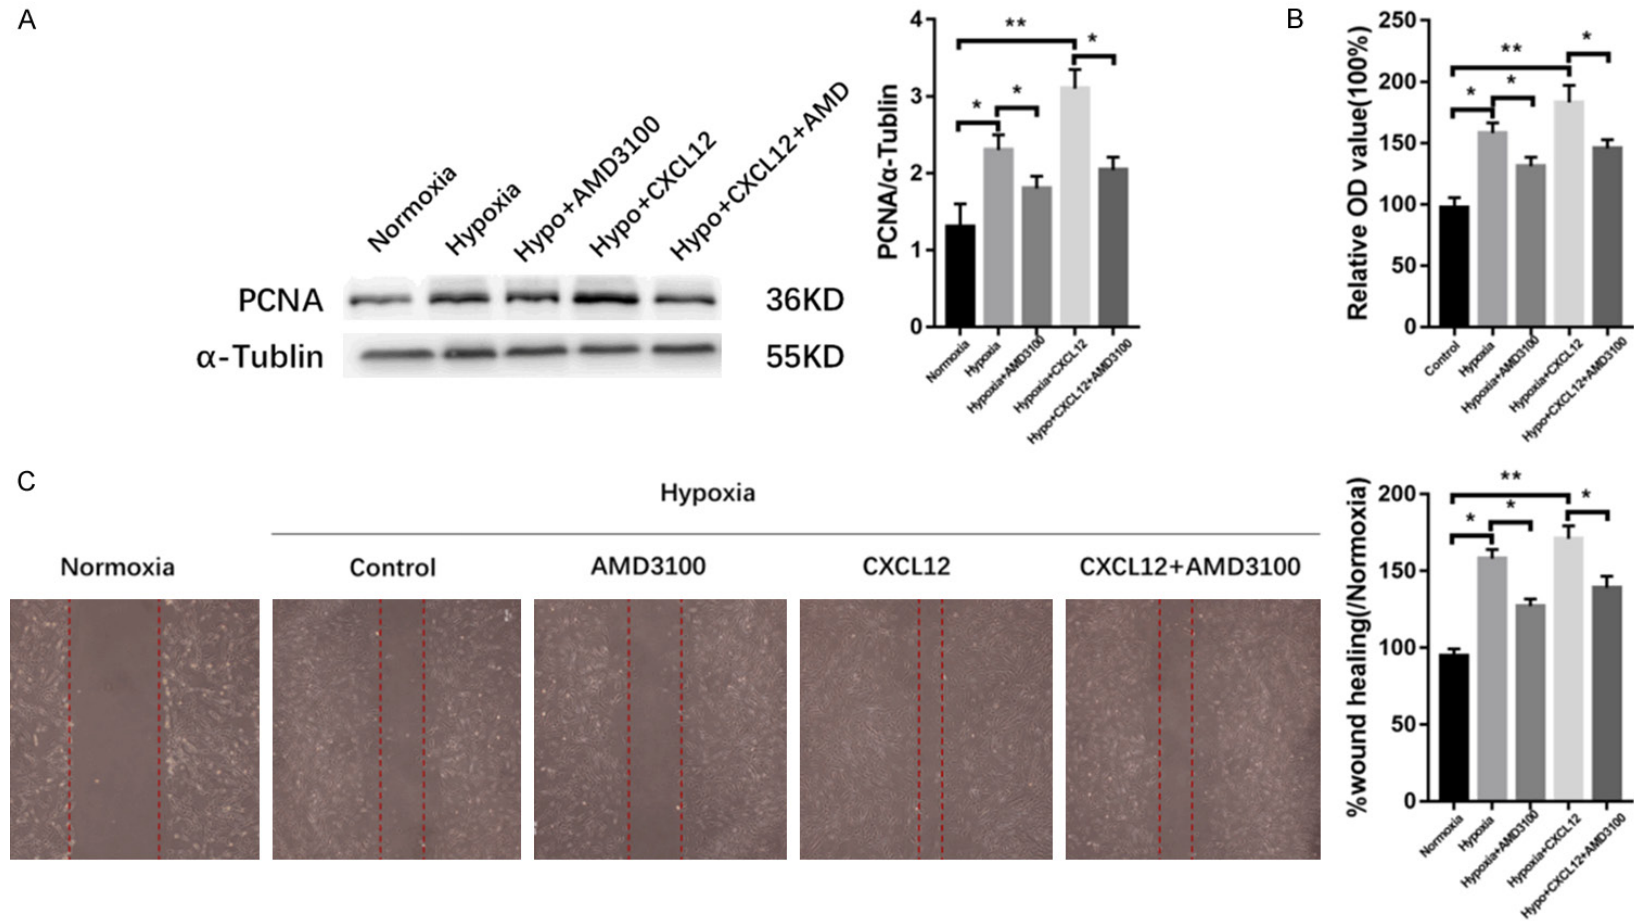 A
Normoxia
Hypoxia
Hypo+AMD3100
Hypo+CXCL12
Hypo+CXCL12+AMD
PCNA
36KD
α-Tublin
55KD
PCNA/α-Tublin
4
3
2
1
0
**
*
*
*
Normoxia
Hypoxia
Hypoxia+AMD3100
Hypoxia+CXCL12
Hypo+CXCL12+AMD3100
B
Relative OD value(100%)
250
200
150
100
50
0
**
*
*
*
Control
Hypoxia
Hypoxia+AMD3100
Hypoxia+CXCL12
Hypo+CXCL12+AMD3100
C
Hypoxia
Normoxia
Control
AMD3100
CXCL12
CXCL12+AMD3100
%wound healing(/Normoxia)
200
150
100
50
0
**
*
*
*
Normoxia
Hypoxia
Hypoxia+AMD3100
Hypoxia+CXCL12
Hypo+CXCL12+AMD3100